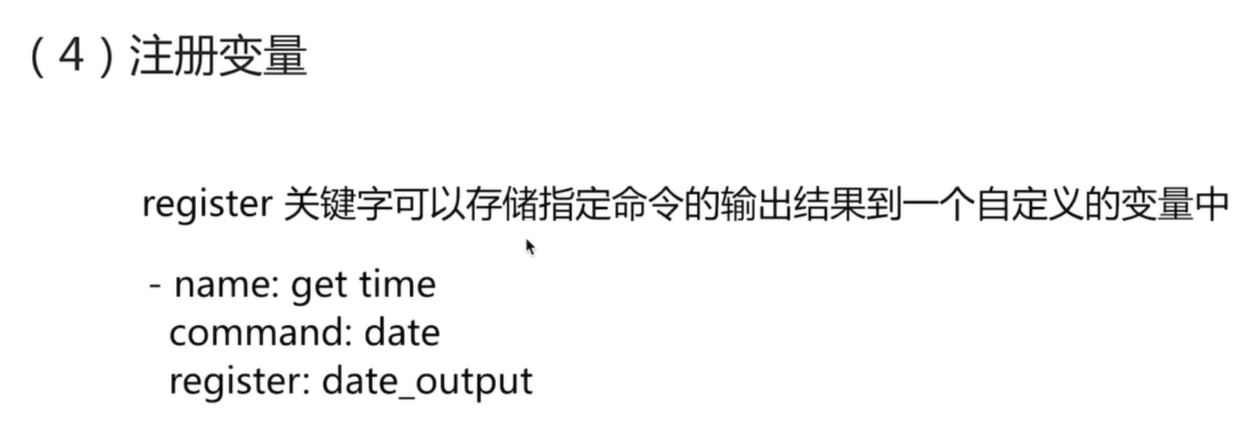 （4）注册变量
register 关键字可以存储指定命令的输出结果到一个自定义的变量中
- name: get time
command: date
register: date_output